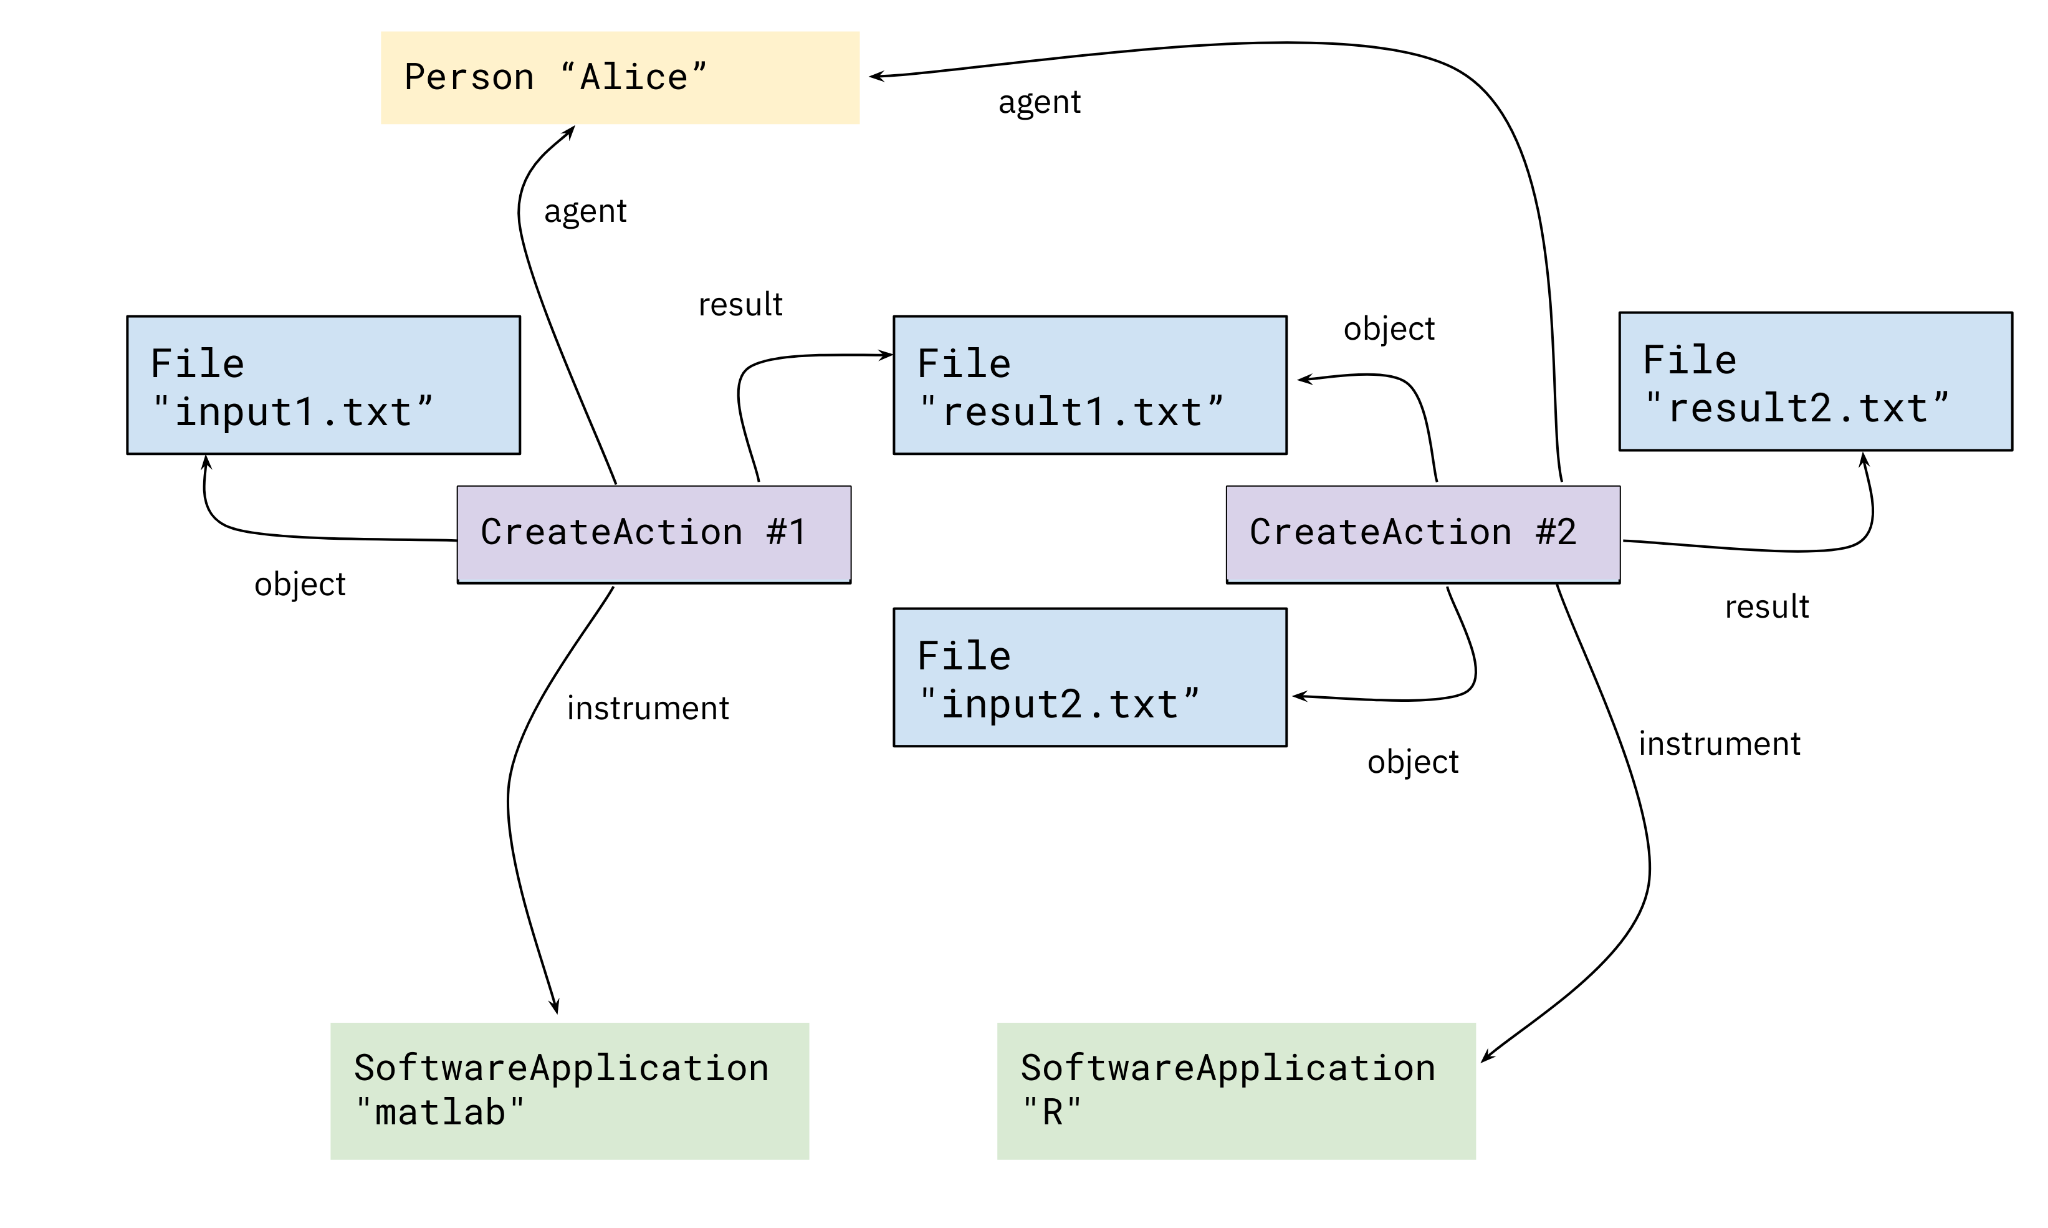 Person “Alice”
agent
agent
result
object
File
"input1.txt”
File
"result1.txt”
File
"result2.txt”
CreateAction #1
CreateAction #2
object
result
File
"input2.txt”
instrument
instrument
object
SoftwareApplication
"matlab"
SoftwareApplication
"R"